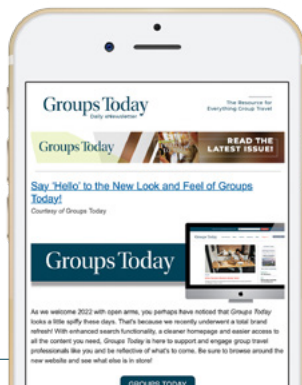 Groups Today
Daily eNewsletter
The Resource for
Everything Group Travel
Groups Today
READ THE
LATEST ISSUE!
Say 'Hello' to the New Look and Feel of Groups
Today!
Courtesy of Groups Today
Groups Today
As we welcome 2022 with open arms, you perhaps have noticed that Groups Today
looks a little spiffy these days. That's because we recently underwent a total brand
refresh! With enhanced search functionality, a cleaner homepage and easier access to
all the content you need, Groups Today is here to support and engage group travel
professionals like you and be reflective of what's to come. Be sure to browse around the
new website and see what else is in store!
GROUPS TODAY